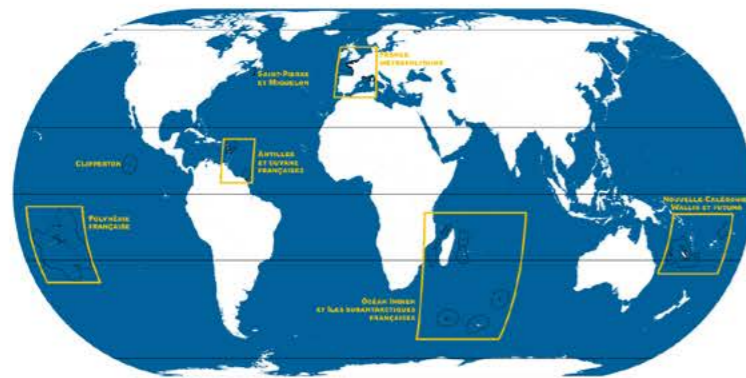 FRANCE
MÉTROPOLITAINE
SAINT-PIERRE
ET MIQUELON
CLIPPERTON
ANTILLES
ET GUYANE
FRANÇAISES
POLYNÉSIE
FRANÇAISE
NOUVELLE-CALÉDONIE
WALLIS ET FUTUNA
OCÉAN INDIEN
ET ÎLES SUBANTARCTIQUES
FRANÇAISES